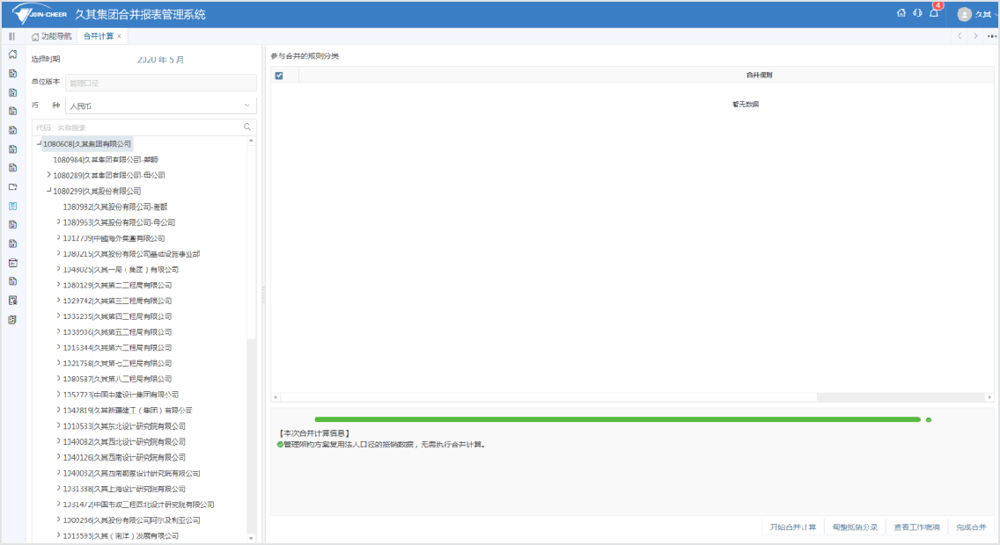 JOIN-CHEER 久其集团合并报表管理系统
4
久其
功能导航 合并计算 ×
选择时期 2020 年 5 月
单位版本 管理口径
币 种 人民币
代码、名称搜索
1080608|久其集团有限公司
1080984|久其集团有限公司-差额
1080289|久其集团有限公司-母公司
1080299|久其股份有限公司
1080982|久其股份有限公司-差额
1080963|久其股份有限公司-母公司
1012709|中國海外集團有限公司
1080215|久其股份有限公司基础设施事业部
1048025|久其一局（集团）有限公司
1080129|久其第二工程局有限公司
1029742|久其第三工程局有限公司
1035235|久其第四工程局有限公司
1038936|久其第五工程局有限公司
1016344|久其第六工程局有限公司
1021758|久其第七工程局有限公司
1080587|久其第八工程局有限公司
1052723|中国中建设计集团有限公司
1042819|久其新疆建工（集团）有限公司
1010533|久其东北设计研究院有限公司
1040082|久其西北设计研究院有限公司
1040126|久其西南设计研究院有限公司
1040032|久其西南勘察设计研究院有限公司
1031388|久其上海设计研究院有限公司
1031472|中国市政工程西北设计研究院有限公司
1000256|久其股份有限公司阿尔及利亚公司
1015593|久其（南洋）发展有限公司
参与合并的规则分类
合并规则
暂无数据
【本次合并计算信息】
管理架构方案复用法人口径的抵销数据，无需执行合并计算。
开始合并计算 调整抵销分录 查看工作底稿 完成合并